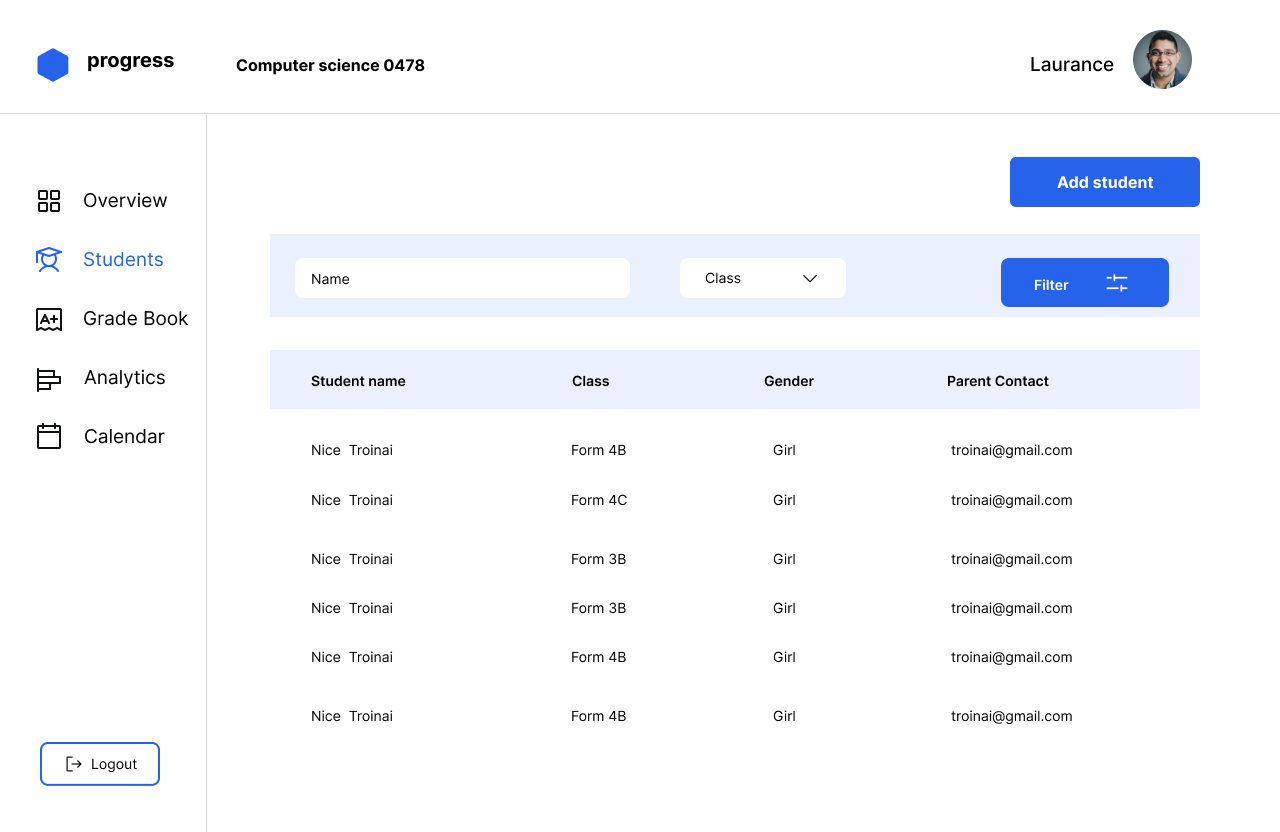 progress
Computer science 0478
Laurance
Overview
Students
A+ Grade Book
Analytics
Calendar
Logout
Add student
Name Class Filter
Student name Class Gender Parent Contact
Nice Troinai Form 4B Girl troinai@gmail.com
Nice Troinai Form 4C Girl troinai@gmail.com
Nice Troinai Form 3B Girl troinai@gmail.com
Nice Troinai Form 3B Girl troinai@gmail.com
Nice Troinai Form 4B Girl troinai@gmail.com
Nice Troinai Form 4B Girl troinai@gmail.com